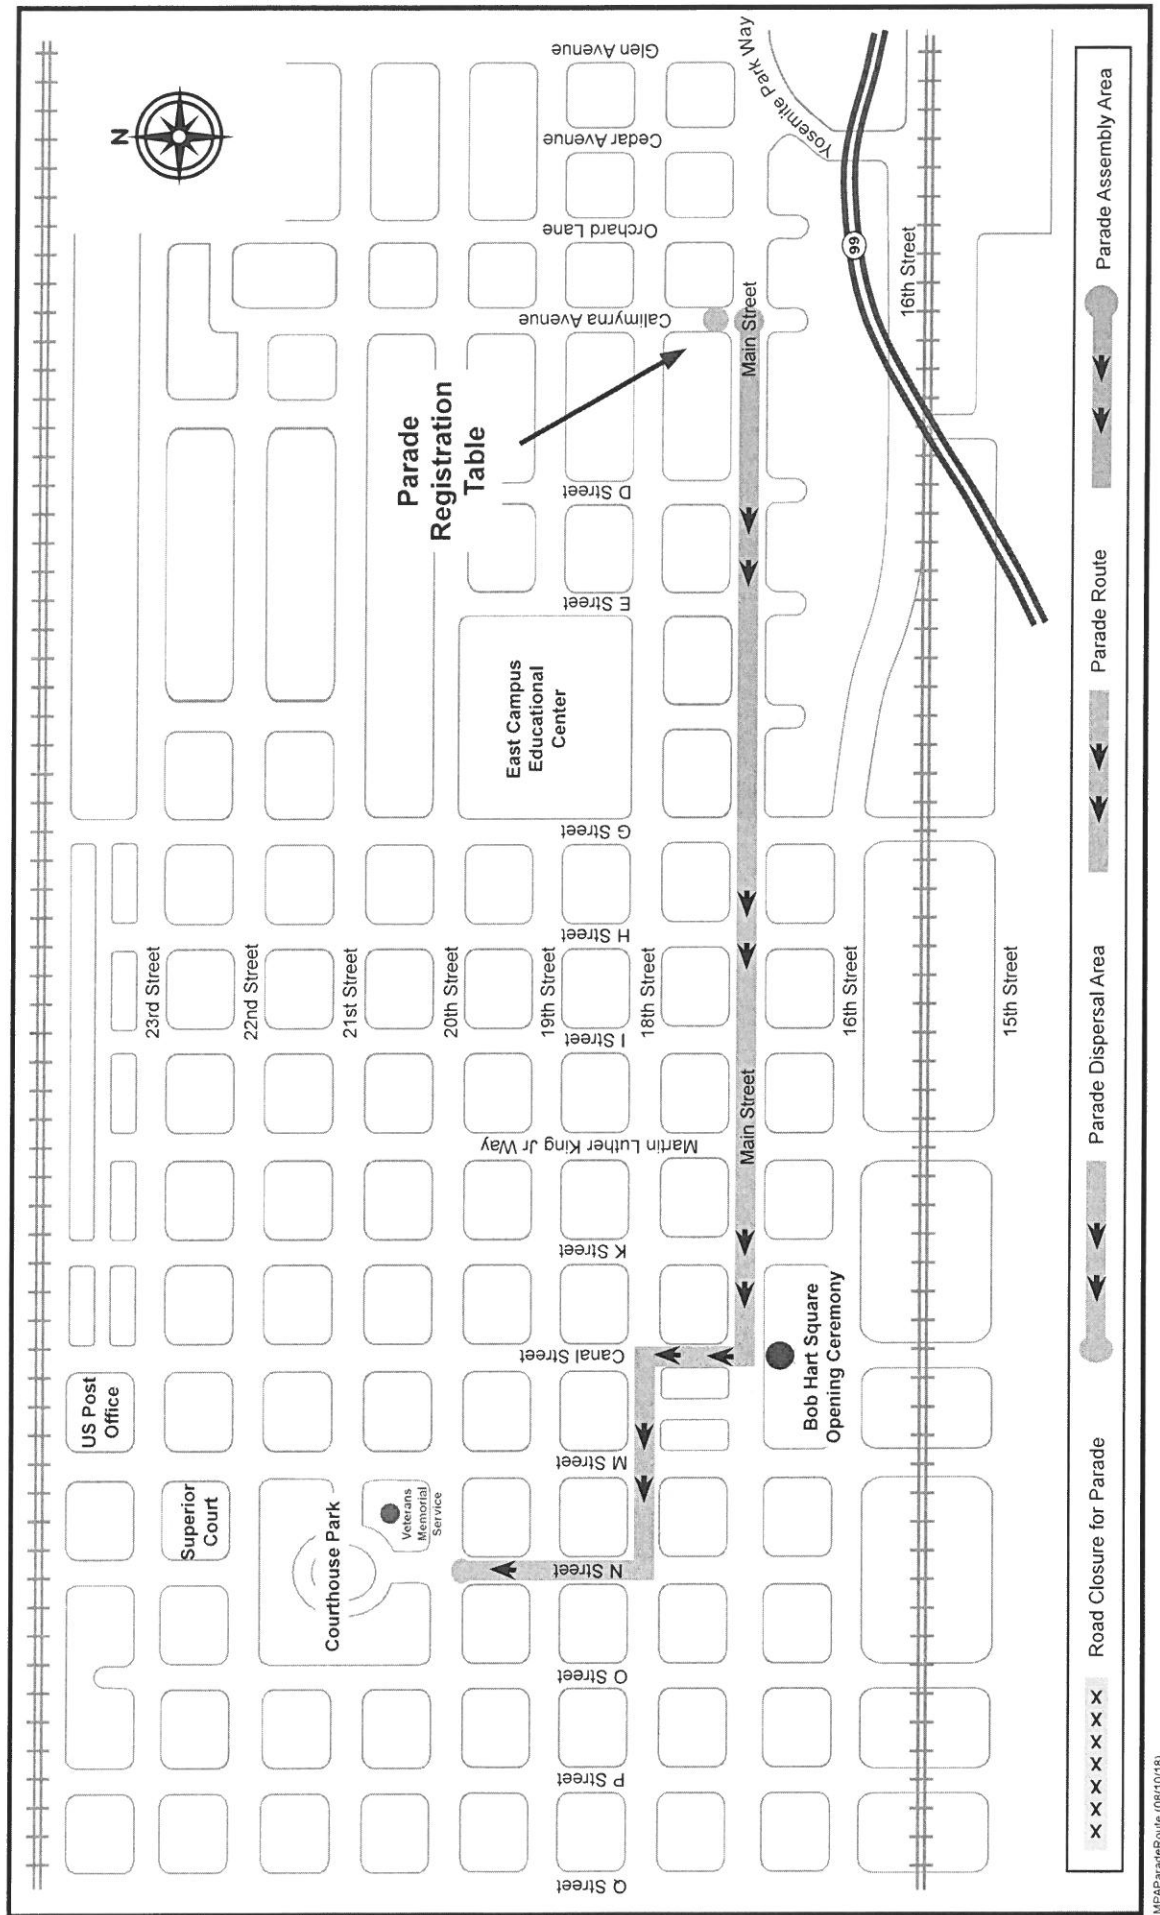 N
Glen Avenue
Cedar Avenue
Orchard Lane
Calimyrna Avenue
Yosemite Park Way
99
16th Street
Parade
Registration
Table
Main Street
D Street
E Street
East Campus
Educational
Center
G Street
H Street
23rd Street
22nd Street
21st Street
20th Street
19th Street
18th Street
16th Street
15th Street
I Street
Main Street
Martin Luther King Jr Way
K Street
Canal Street
Bob Hart Square
Opening Ceremony
US Post
Office
M Street
Superior
Court
Courthouse Park
Veterans
Memorial
Service
N Street
O Street
P Street
Q Street
X X X X X X X
Road Closure for Parade
Parade Dispersal Area
Parade Route
Parade Assembly Area
MPAParadeRoute (08/10/18)